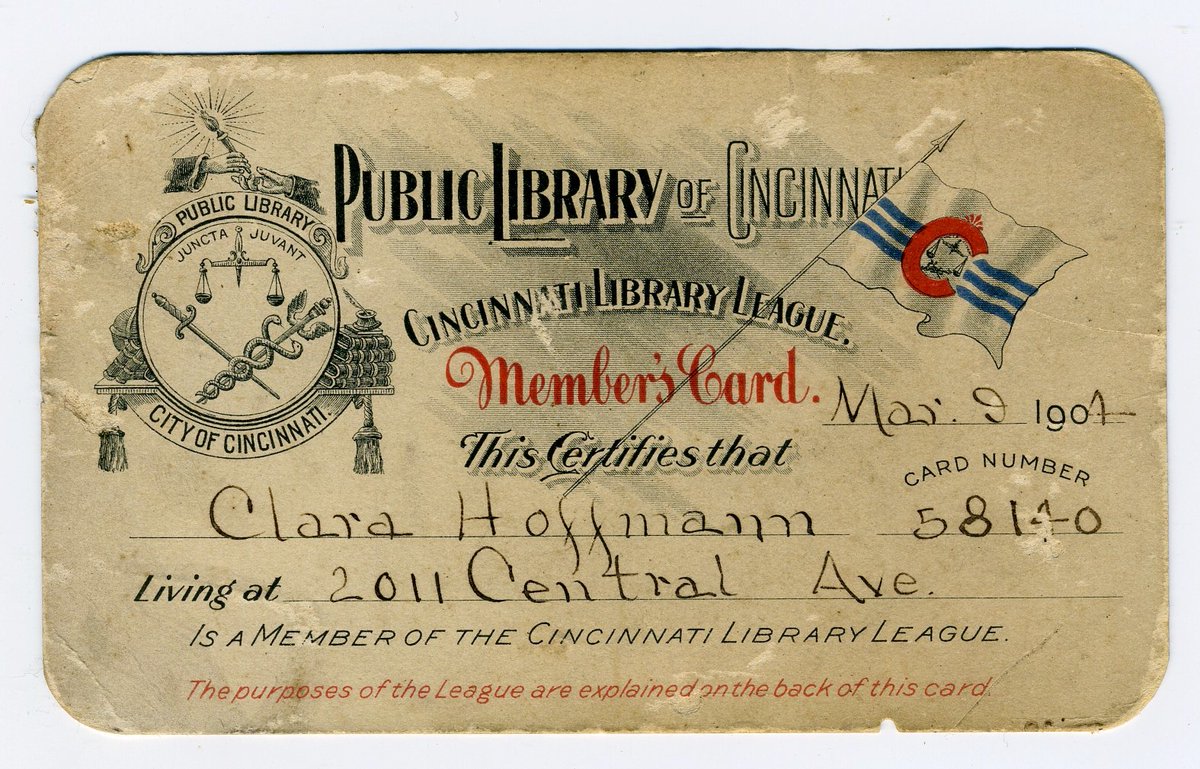 PUBLIC LIBRARY OF CINCINNATI
PUBLIC LIBRARY
JUNCTA JUVANT
CITY OF CINCINNATI.
CINCINNATI LIBRARY LEAGUE.
Member's Card.
Mar. 9 1904
This Certifies that
CARD NUMBER
Clara Hoffmann 58140
Living at 2011 Central Ave.
IS A MEMBER OF THE CINCINNATI LIBRARY LEAGUE.
The purposes of the League are explained on the back of this card.